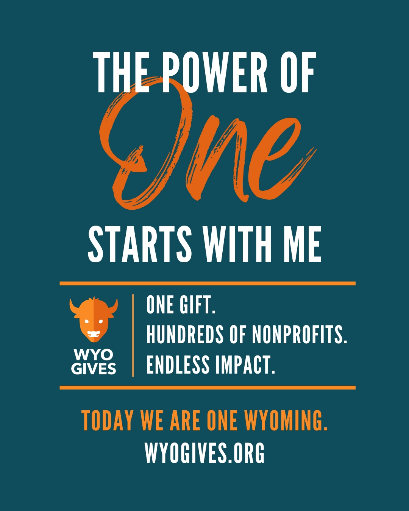 THE POWER OF
One
STARTS WITH ME
WYO
GIVES
ONE GIFT.
HUNDREDS OF NONPROFITS.
ENDLESS IMPACT.
TODAY WE ARE ONE WYOMING.
WYOGIVES.ORG